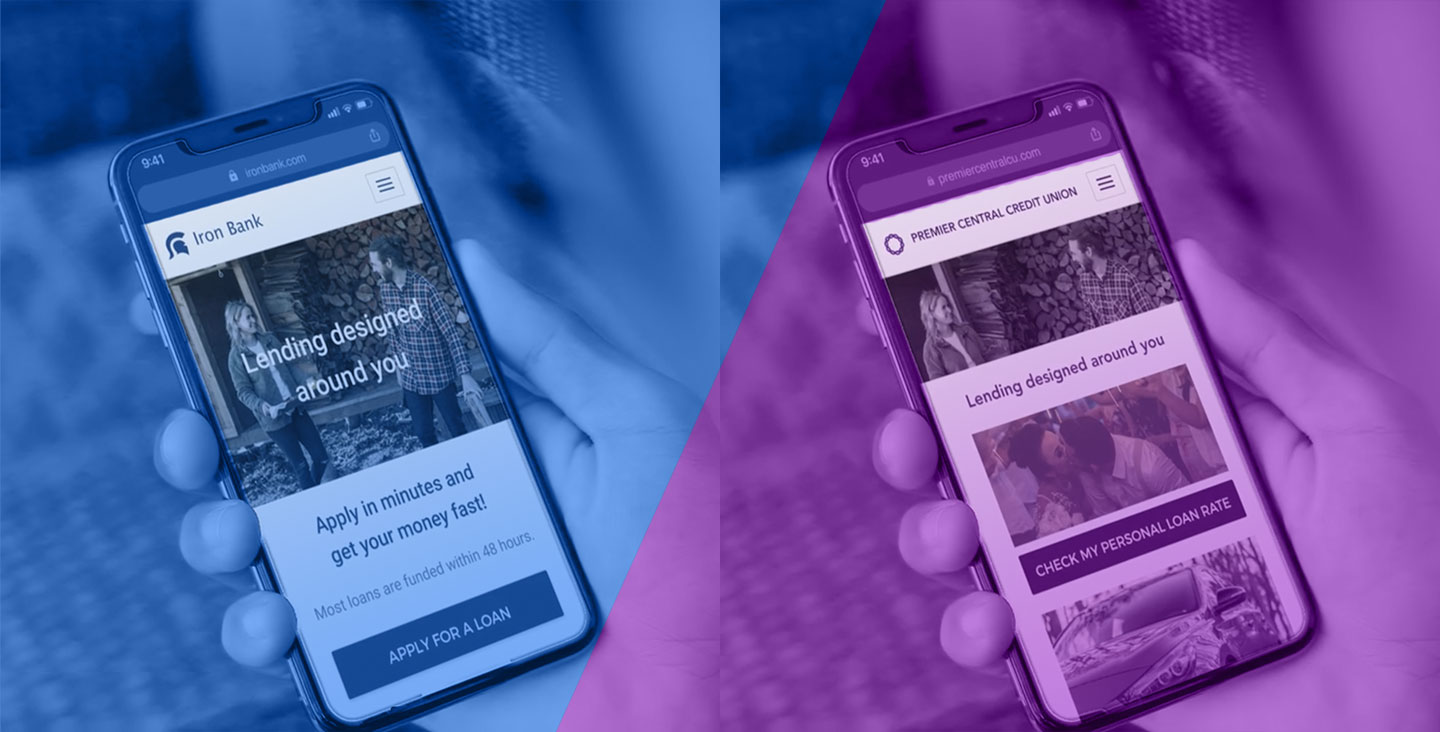 9:41
ironbank.com
Iron Bank
Lending designed
around you
Apply in minutes and
get your money fast!
Most loans are funded within 48 hours.
APPLY FOR A LOAN
9:41
premiercentralcu.com
PREMIER CENTRAL CREDIT UNION
Lending designed around you
CHECK MY PERSONAL LOAN RATE